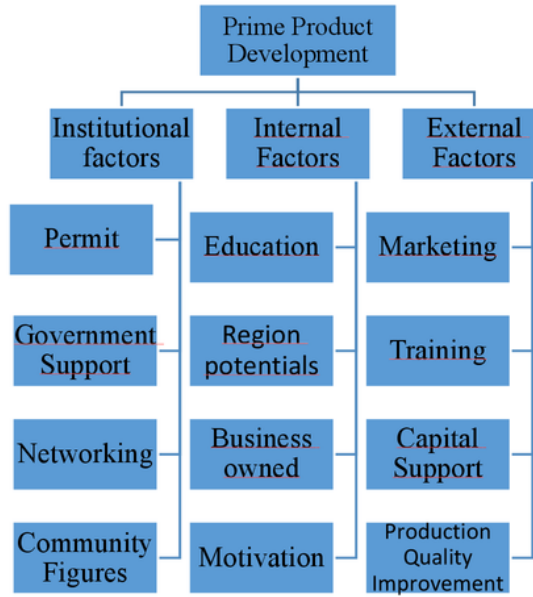 Prime Product
Development
Institutional
factors
Internal
Factors
External
Factors
Permit
Education
Marketing
Government
Support
Region
potentials
Training
Networking
Business
owned
Capital
Support
Community
Figures
Motivation
Production
Quality
Improvement